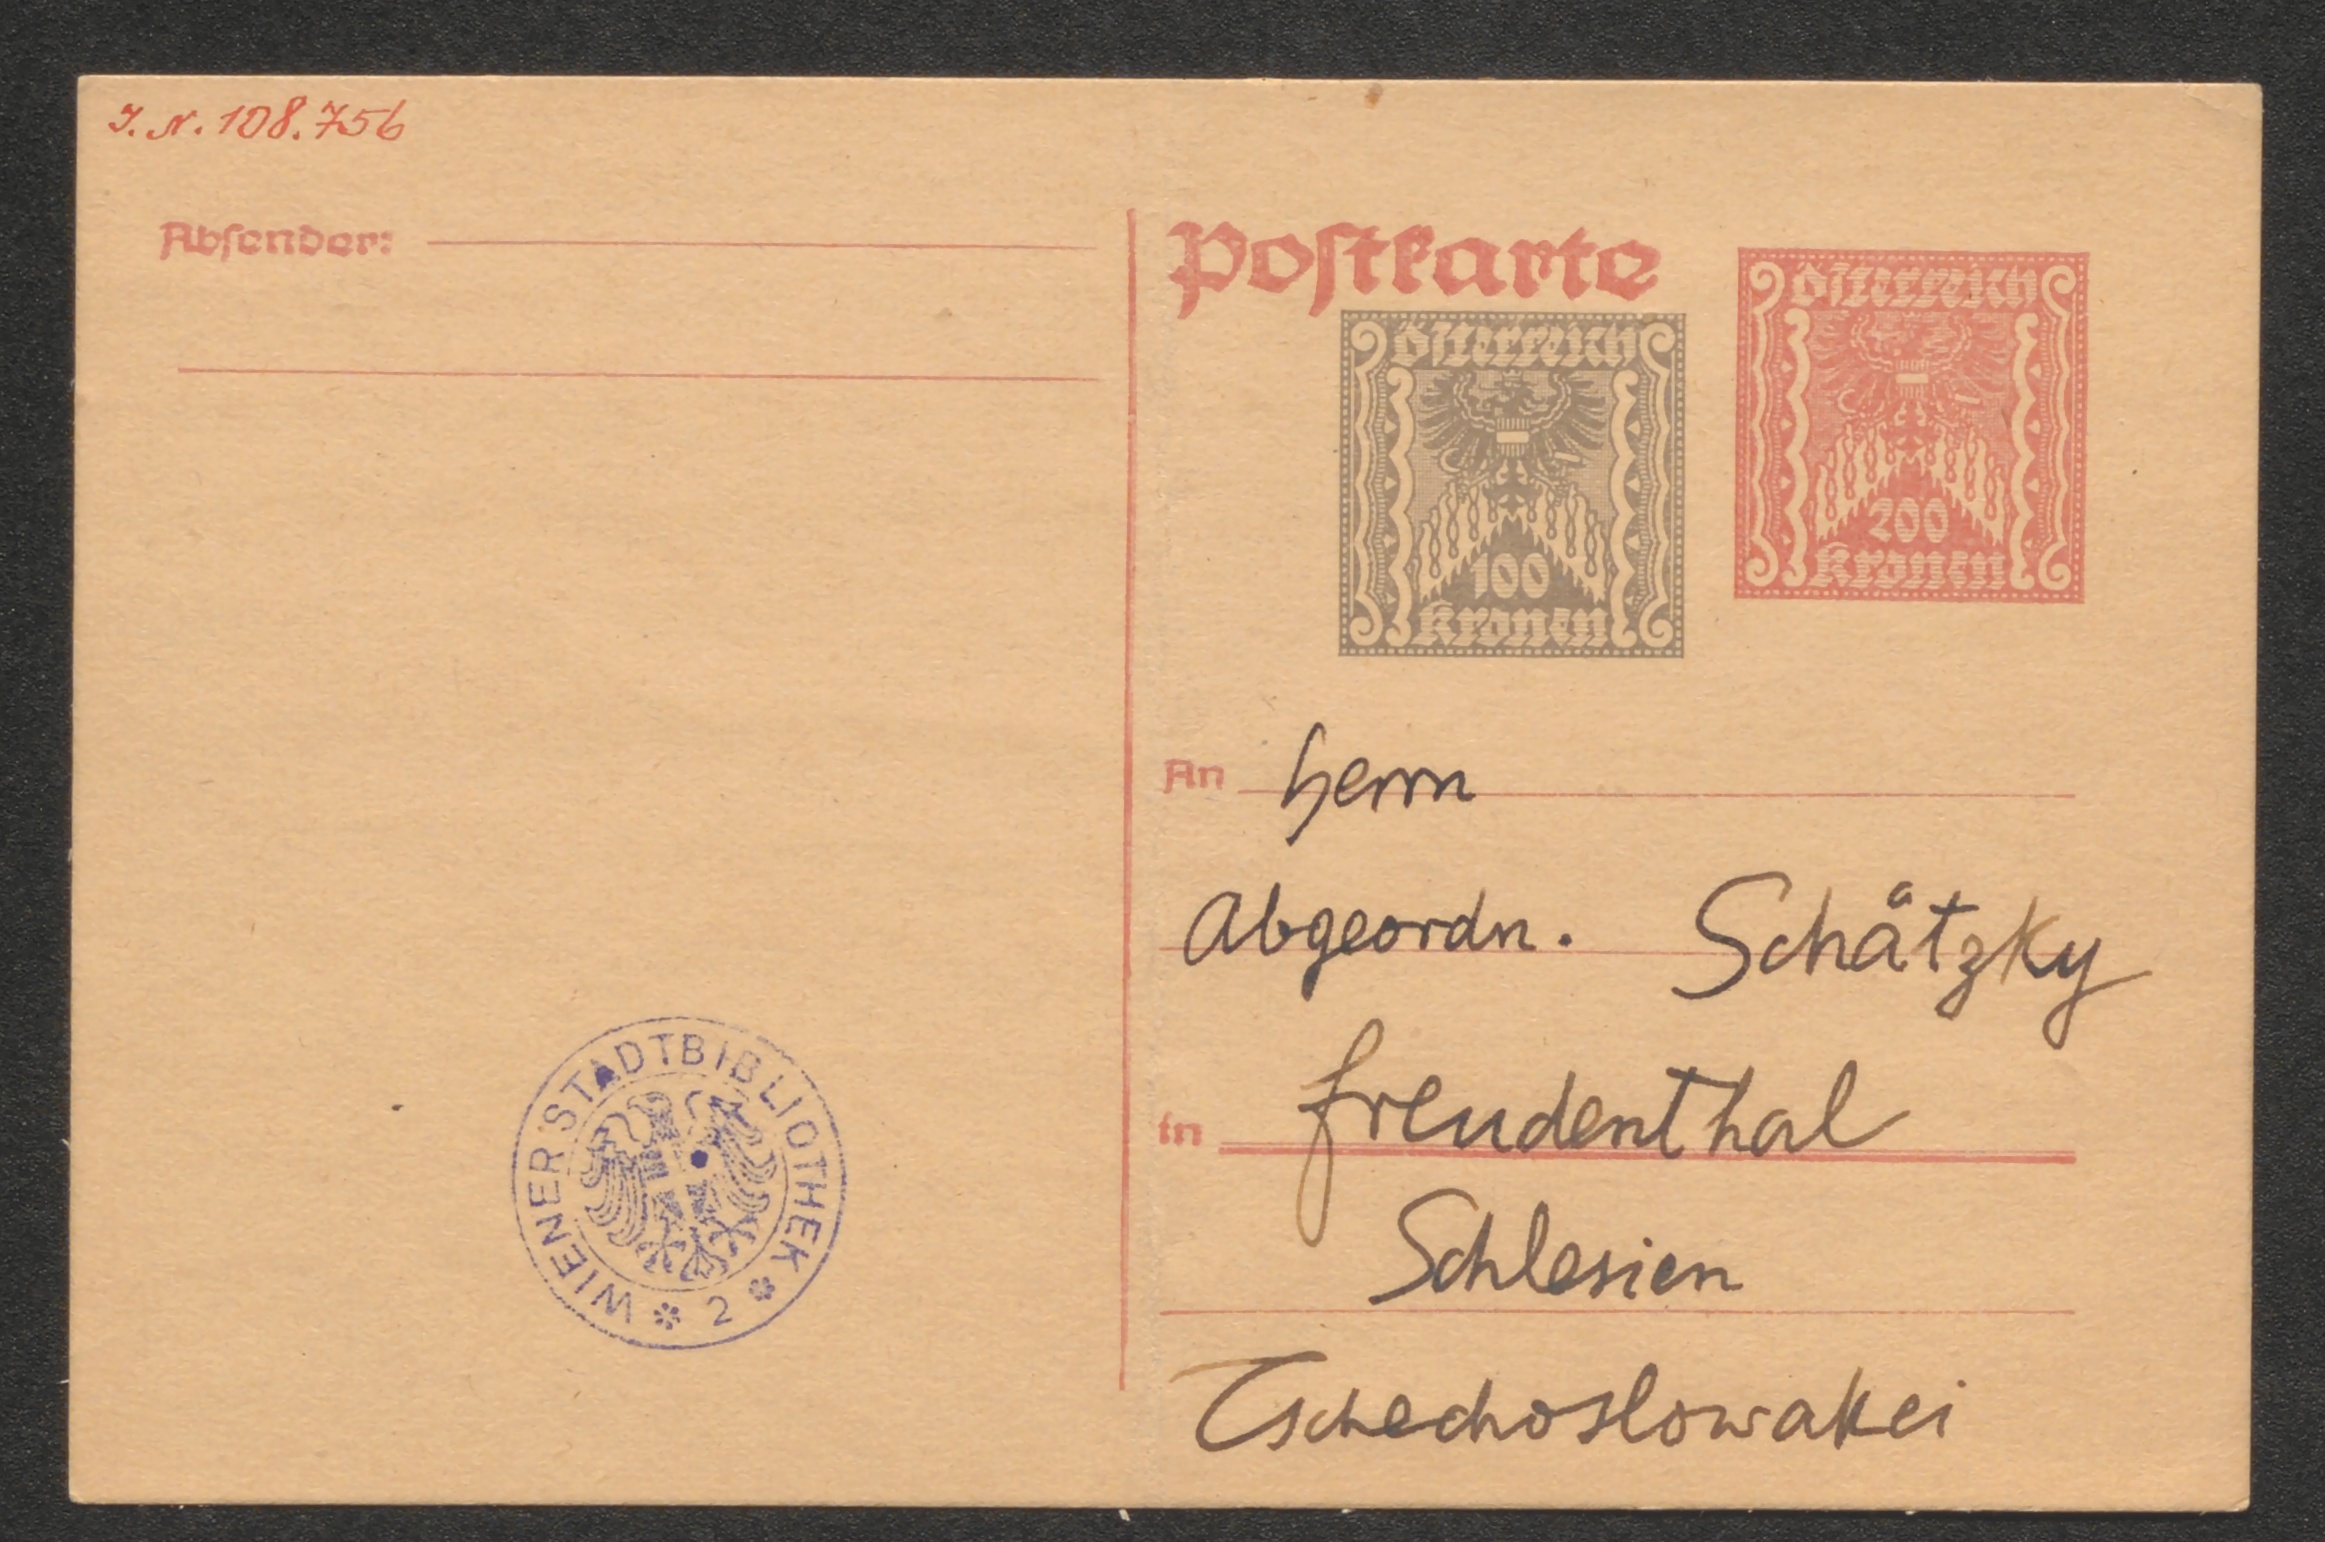 J. N. 108.756
Absender:
Postkarte
Österreich
100
Kronen
Österreich
200
Kronen
An Herrn
Abgeordn. Schätzky
in Freudenthal
Schlesien
Tschechoslowakei
WIENER STADTBIBLIOTHEK * 2 *